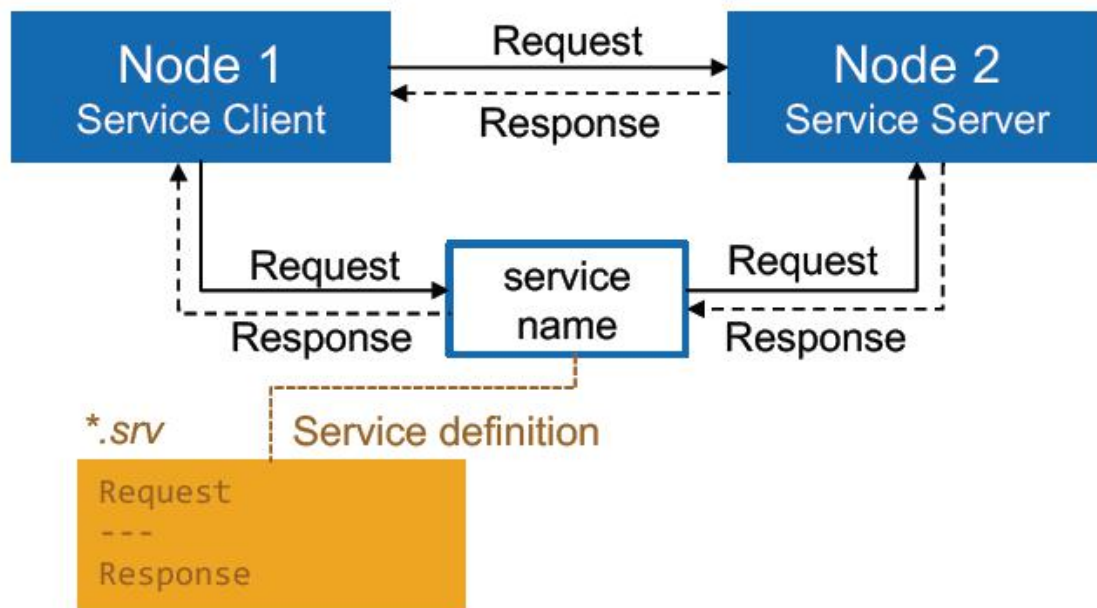 Node 1
Service Client
Request
Response
Node 2
Service Server
Request
Response
service
name
Request
Response
*.srv
Service definition
Request
---
Response